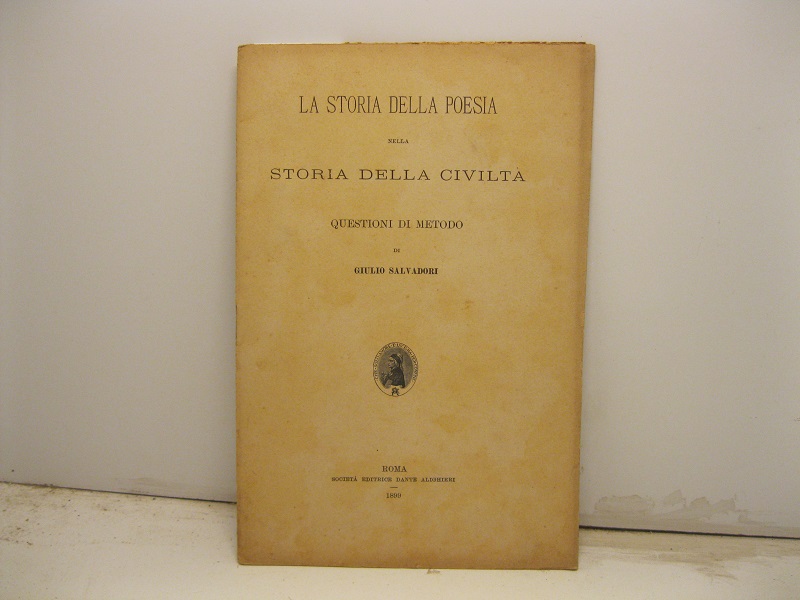 LA STORIA DELLA POESIA
NELLA
STORIA DELLA CIVILTA
QUESTIONI DI METODO
DI
GIULIO SALVADORI
ROMA
SOCIETÀ EDITRICE DANTE ALIGHIERI
1899